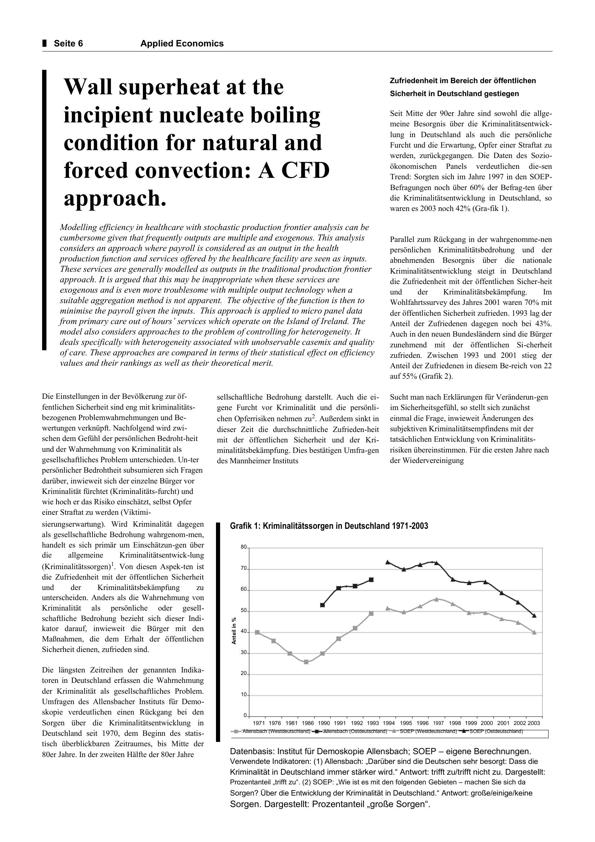 Seite 6 Applied Economics
Wall superheat at the
incipient nucleate boiling
condition for natural and
forced convection: A CFD
approach.
Modelling efficiency in healthcare with stochastic production frontier analysis can be
cumbersome given that frequently outputs are multiple and exogenous. This analysis
considers an approach where payroll is considered as an output in the health
production function and services offered by the healthcare facility are seen as inputs.
These services are generally modelled as outputs in the traditional production frontier
approach. It is argued that this may be inappropriate when these services are
exogenous and is even more troublesome with multiple output technology when a
suitable aggregation method is not apparent. The objective of the function is then to
minimise the payroll given the inputs. This approach is applied to micro panel data
from primary care out of hours' services which operate on the Island of Ireland. The
model also considers approaches to the problem of controlling for heterogeneity. It
deals specifically with heterogeneity associated with unobservable casemix and quality
of care. These approaches are compared in terms of their statistical effect on efficiency
values and their rankings as well as their theoretical merit.
Zufriedenheit im Bereich der öffentlichen
Sicherheit in Deutschland gestiegen
Seit Mitte der 90er Jahre sind sowohl die allge-
meine Besorgnis über die Kriminalitätsentwick-
lung in Deutschland als auch die persönliche
Furcht und die Erwartung, Opfer einer Straftat zu
werden, zurückgegangen. Die Daten des Sozio-
ökonomischen Panels verdeutlichen die-sen
Trend: Sorgten sich im Jahre 1997 in den SOEP-
Befragungen noch über 60% der Befrag-ten über
die Kriminalitätsentwicklung in Deutschland, so
waren es 2003 noch 42% (Gra-fik 1).
Parallel zum Rückgang in der wahrgenomme-nen
persönlichen Kriminalitätsbedrohung und der
abnehmenden Besorgnis über die nationale
Kriminalitätsentwicklung steigt in Deutschland
die Zufriedenheit mit der öffentlichen Sicher-heit
und der Kriminalitätsbekämpfung. Im
Wohlfahrtssurvey des Jahres 2001 waren 70% mit
der öffentlichen Sicherheit zufrieden. 1993 lag der
Anteil der Zufriedenen dagegen noch bei 43%.
Auch in den neuen Bundesländern sind die Bürger
zunehmend mit der öffentlichen Si-cherheit
zufrieden. Zwischen 1993 und 2001 stieg der
Anteil der Zufriedenen in diesem Be-reich von 22
auf 55% (Grafik 2).
Die Einstellungen in der Bevölkerung zur öf-
fentlichen Sicherheit sind eng mit kriminalitäts-
bezogenen Problemwahrnehmungen und Be-
wertungen verknüpft. Nachfolgend wird zwi-
schen dem Gefühl der persönlichen Bedroht-heit
und der Wahrnehmung von Kriminalität als
gesellschaftliches Problem unterschieden. Un-ter
persönlicher Bedrohtheit subsumieren sich Fragen
darüber, inwieweit sich der einzelne Bürger vor
Kriminalität fürchtet (Kriminalitäts-furcht) und
wie hoch er das Risiko einschätzt, selbst Opfer
einer Straftat zu werden (Viktimi-
sierungserwartung). Wird Kriminalität dagegen
als gesellschaftliche Bedrohung wahrgenom-men,
handelt es sich primär um Einschätzun-gen über
die allgemeine Kriminalitätsentwick-lung
(Kriminalitätssorgen)1. Von diesen Aspek-ten ist
die Zufriedenheit mit der öffentlichen Sicherheit
und der Kriminalitätsbekämpfung zu
unterscheiden. Anders als die Wahrnehmung von
Kriminalität als persönliche oder gesell-
schaftliche Bedrohung bezieht sich dieser Indi-
kator darauf, inwieweit die Bürger mit den
Maßnahmen, die dem Erhalt der öffentlichen
Sicherheit dienen, zufrieden sind.
Die längsten Zeitreihen der genannten Indika-
toren in Deutschland erfassen die Wahrnehmung
der Kriminalität als gesellschaftliches Problem.
Umfragen des Allensbacher Instituts für Demo-
skopie verdeutlichen einen Rückgang bei den
Sorgen über die Kriminalitätsentwicklung in
Deutschland seit 1970, dem Beginn des statis-
tisch überblickbaren Zeitraumes, bis Mitte der
80er Jahre. In der zweiten Hälfte der 80er Jahre
sellschaftliche Bedrohung darstellt. Auch die ei-
gene Furcht vor Kriminalität und die persönli-
chen Opferrisiken nehmen zu2. Außerdem sinkt in
dieser Zeit die durchschnittliche Zufrieden-heit
mit der öffentlichen Sicherheit und der Kri-
minalitätsbekämpfung. Dies bestätigen Umfra-gen
des Mannheimer Instituts
Sucht man nach Erklärungen für Veränderun-gen
im Sicherheitsgefühl, so stellt sich zunächst
einmal die Frage, inwieweit Änderungen des
subjektiven Kriminalitätsempfindens mit der
tatsächlichen Entwicklung von Kriminalitäts-
risiken übereinstimmen. Für die ersten Jahre nach
der Wiedervereinigung
Grafik 1: Kriminalitätssorgen in Deutschland 1971-2003
Anteil in %
80
70
60
50
40
30
20
10
0
1971 1976 1981 1986 1990 1991 1992 1993 1994 1995 1996 1997 1998 1999 2000 2001 2002 2003
Allensbach (Westdeutschland) Allensbach (Ostdeutschland) SOEP (Westdeutschland) SOEP (Ostdeutschland)
Datenbasis: Institut für Demoskopie Allensbach; SOEP – eigene Berechnungen.
Verwendete Indikatoren: (1) Allensbach: „Darüber sind die Deutschen sehr besorgt: Dass die
Kriminalität in Deutschland immer stärker wird.“ Antwort: trifft zu/trifft nicht zu. Dargestellt:
Prozentanteil „trifft zu“. (2) SOEP: „Wie ist es mit den folgenden Gebieten – machen Sie sich da
Sorgen? Über die Entwicklung der Kriminalität in Deutschland.“ Antwort: große/einige/keine
Sorgen. Dargestellt: Prozentanteil „große Sorgen“.